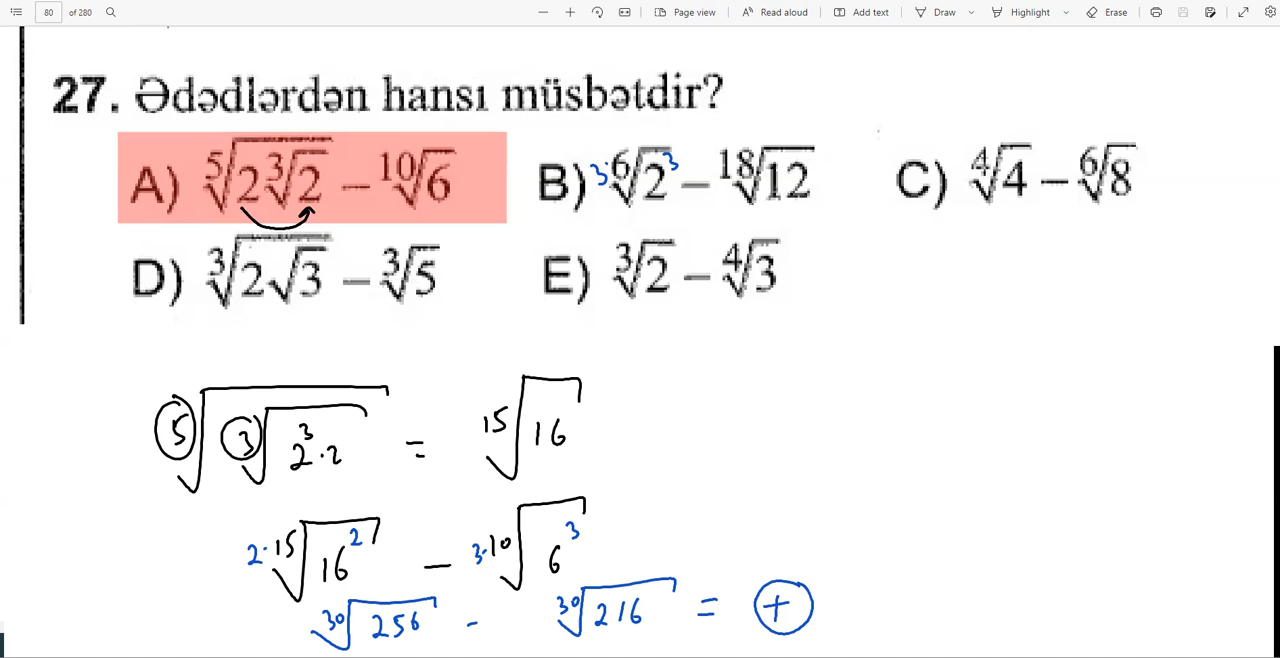 80 of 280 Page view Read aloud Add text Draw Highlight Erase
27. Ədədlərdən hansı müsbətdir?
A) ⁵√(2∛2) − ¹⁰√6 B) 3·⁶√2³ − ¹⁸√12 C) ⁴√4 − ⁶√8
D) ∛(2√3) − ∛5 E) ∛2 − ⁴√3
⁵√(∛(2³·2)) = ¹⁵√16
²·¹⁵√16² − ³·¹⁰√6³
³⁰√256 - ³⁰√216 = +